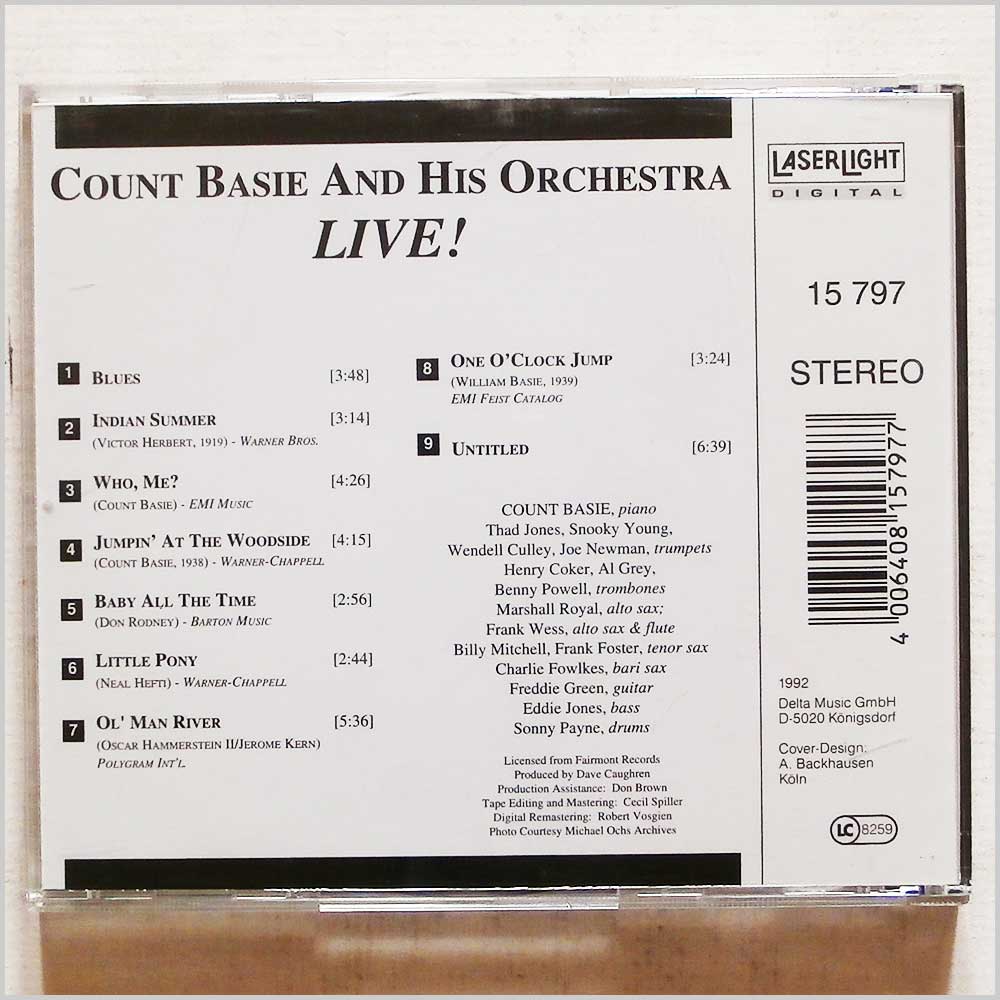 COUNT BASIE AND HIS ORCHESTRA
LIVE!
1 BLUES [3:48]
2 INDIAN SUMMER [3:14]
(VICTOR HERBERT, 1919) - WARNER BROS.
3 WHO, ME? [4:26]
(COUNT BASIE) - EMI MUSIC
4 JUMPIN' AT THE WOODSIDE [4:15]
(COUNT BASIE, 1938) - WARNER-CHAPPELL
5 BABY ALL THE TIME [2:56]
(DON RODNEY) - BARTON MUSIC
6 LITTLE PONY [2:44]
(NEAL HEFTI) - WARNER-CHAPPELL
7 OL' MAN RIVER [5:36]
(OSCAR HAMMERSTEIN II/JEROME KERN)
POLYGRAM INT'L.
8 ONE O'CLOCK JUMP [3:24]
(WILLIAM BASIE, 1939)
EMI FEIST CATALOG
9 UNTITLED [6:39]
COUNT BASIE, piano
Thad Jones, Snooky Young,
Wendell Culley, Joe Newman, trumpets
Henry Coker, Al Grey,
Benny Powell, trombones
Marshall Royal, alto sax;
Frank Wess, alto sax & flute
Billy Mitchell, Frank Foster, tenor sax
Charlie Fowlkes, bari sax
Freddie Green, guitar
Eddie Jones, bass
Sonny Payne, drums
Licensed from Fairmont Records
Produced by Dave Caughren
Production Assistance: Don Brown
Tape Editing and Mastering: Cecil Spiller
Digital Remastering: Robert Vosgien
Photo Courtesy Michael Ochs Archives
LASERLIGHT
DIGITAL
15 797
STEREO
4 006408 157977
1992
Delta Music GmbH
D-5020 Königsdorf
Cover-Design:
A. Backhausen
Köln
LC 8259